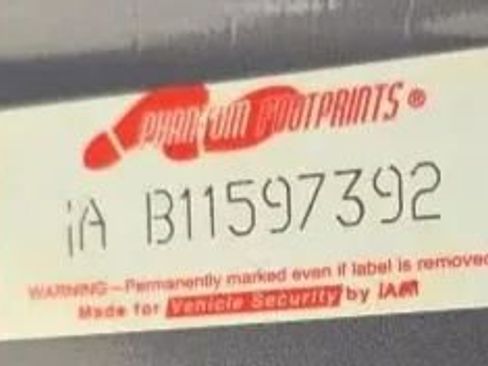 PHANTOM FOOTPRINTS®
iA B11597392
WARNING-Permanently marked even if label is removed
Made for Vehicle Security by IAM